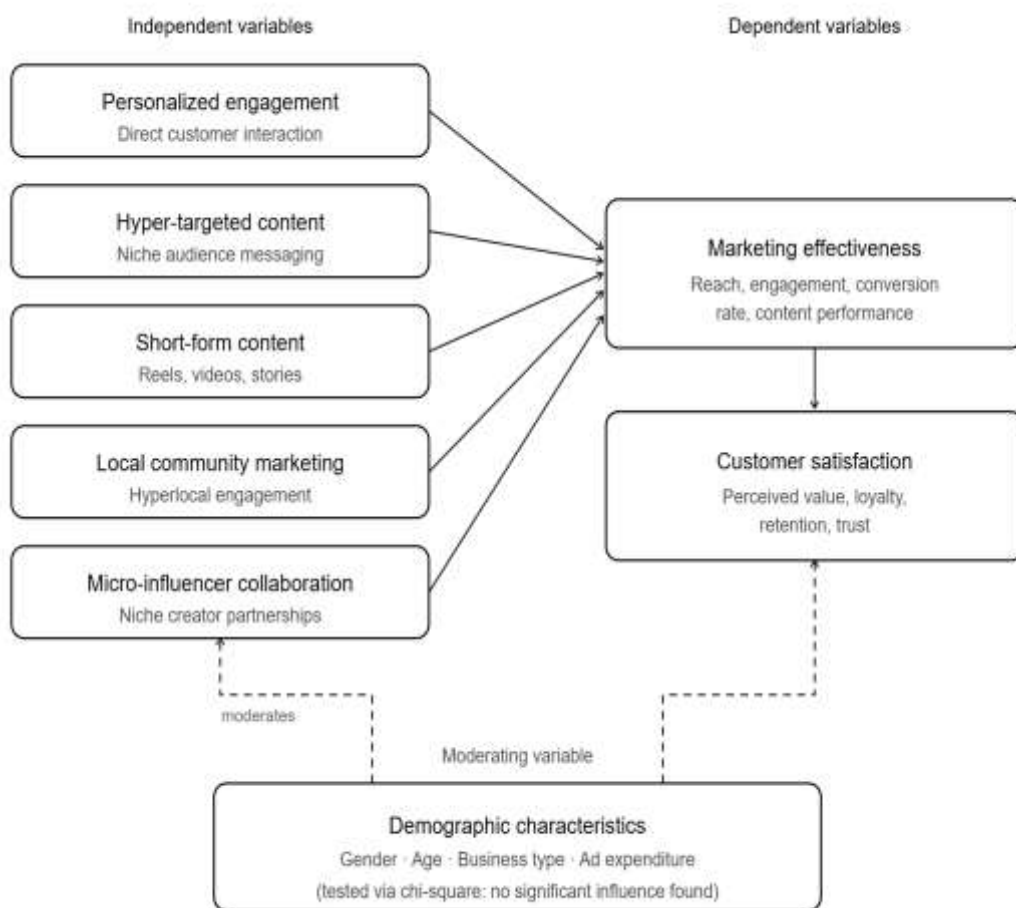 Independent variables
Dependent variables
Personalized engagement
Direct customer interaction
Hyper-targeted content
Niche audience messaging
Short-form content
Reels, videos, stories
Local community marketing
Hyperlocal engagement
Micro-influencer collaboration
Niche creator partnerships
Marketing effectiveness
Reach, engagement, conversion
rate, content performance
Customer satisfaction
Perceived value, loyalty,
retention, trust
moderates
Moderating variable
Demographic characteristics
Gender · Age · Business type · Ad expenditure
(tested via chi-square: no significant influence found)